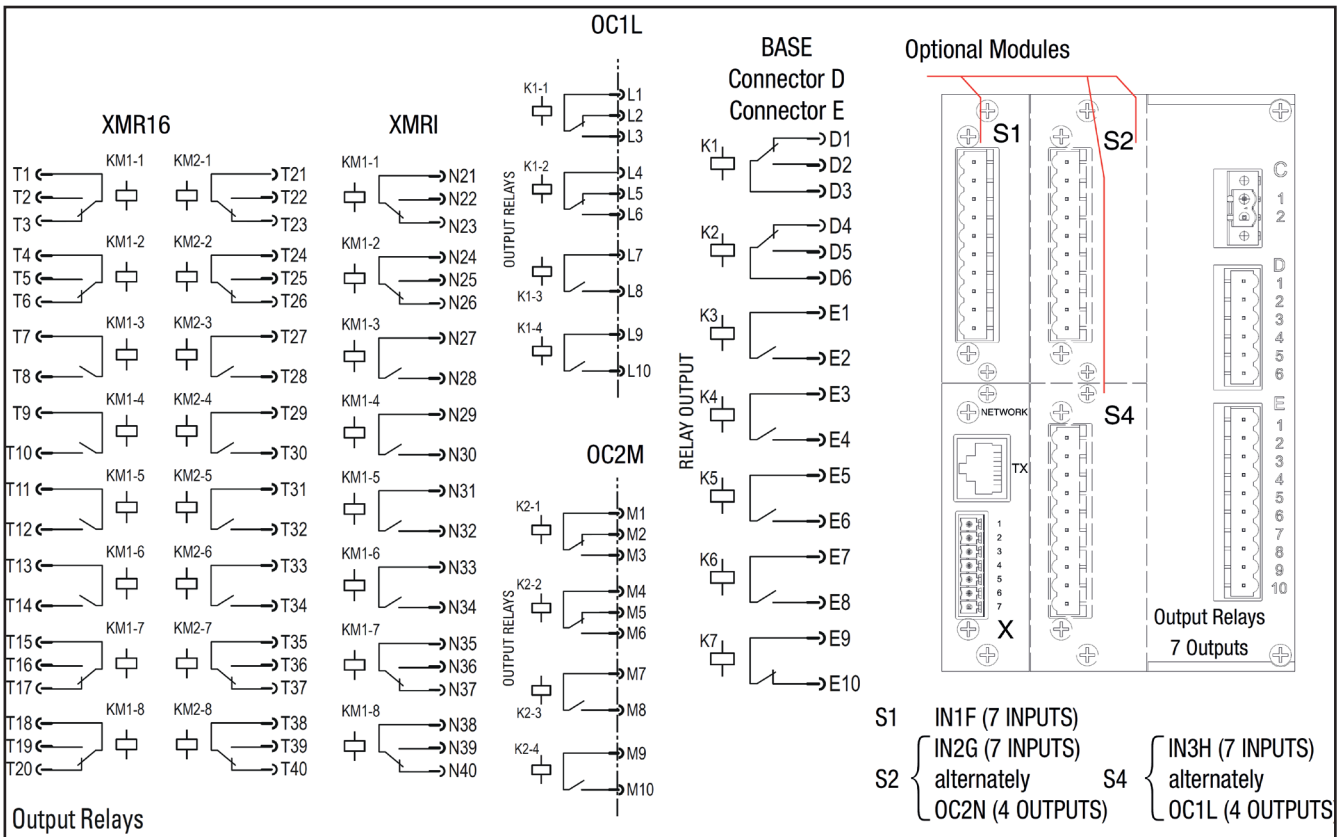 OC1L
BASE
Connector D
Connector E
Optional Modules
XMR16
XMRI
KM1-1 KM2-1
T1 T21
T2 T22
T3 T23
KM1-2 KM2-2
T4 T24
T5 T25
T6 T26
KM1-3 KM2-3
T7 T27
T8 T28
KM1-4 KM2-4
T9 T29
T10 T30
KM1-5 KM2-5
T11 T31
T12 T32
KM1-6 KM2-6
T13 T33
T14 T34
KM1-7 KM2-7
T15 T35
T16 T36
T17 T37
KM1-8 KM2-8
T18 T38
T19 T39
T20 T40
Output Relays
KM1-1
N21
N22
N23
KM1-2
N24
N25
N26
KM1-3
N27
N28
KM1-4
N29
N30
KM1-5
N31
N32
KM1-6
N33
N34
KM1-7
N35
N36
N37
KM1-8
N38
N39
N40
OUTPUT RELAYS
K1-1
L1
L2
L3
K1-2
L4
L5
L6
L7
L8
K1-3
K1-4
L9
L10
OC2M
OUTPUT RELAYS
K2-1
M1
M2
M3
K2-2
M4
M5
M6
M7
M8
K2-3
K2-4
M9
M10
RELAY OUTPUT
K1
D1
D2
D3
K2
D4
D5
D6
K3
E1
E2
K4
E3
E4
K5
E5
E6
K6
E7
E8
K7
E9
E10
S1
S2
S4
NETWORK
TX
1
2
3
4
5
6
7
X
C
1
2
D
1
2
3
4
5
6
E
1
2
3
4
5
6
7
8
9
10
Output Relays
7 Outputs
S1 IN1F (7 INPUTS)
S2
IN2G (7 INPUTS)
alternately
OC2N (4 OUTPUTS)
S4
IN3H (7 INPUTS)
alternately
OC1L (4 OUTPUTS